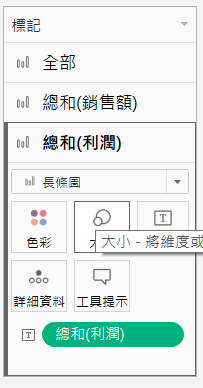 標記
全部
總和(銷售額)
總和(利潤)
長條圖
色彩
大小 - 將維度或
詳細資料
工具提示
總和(利潤)